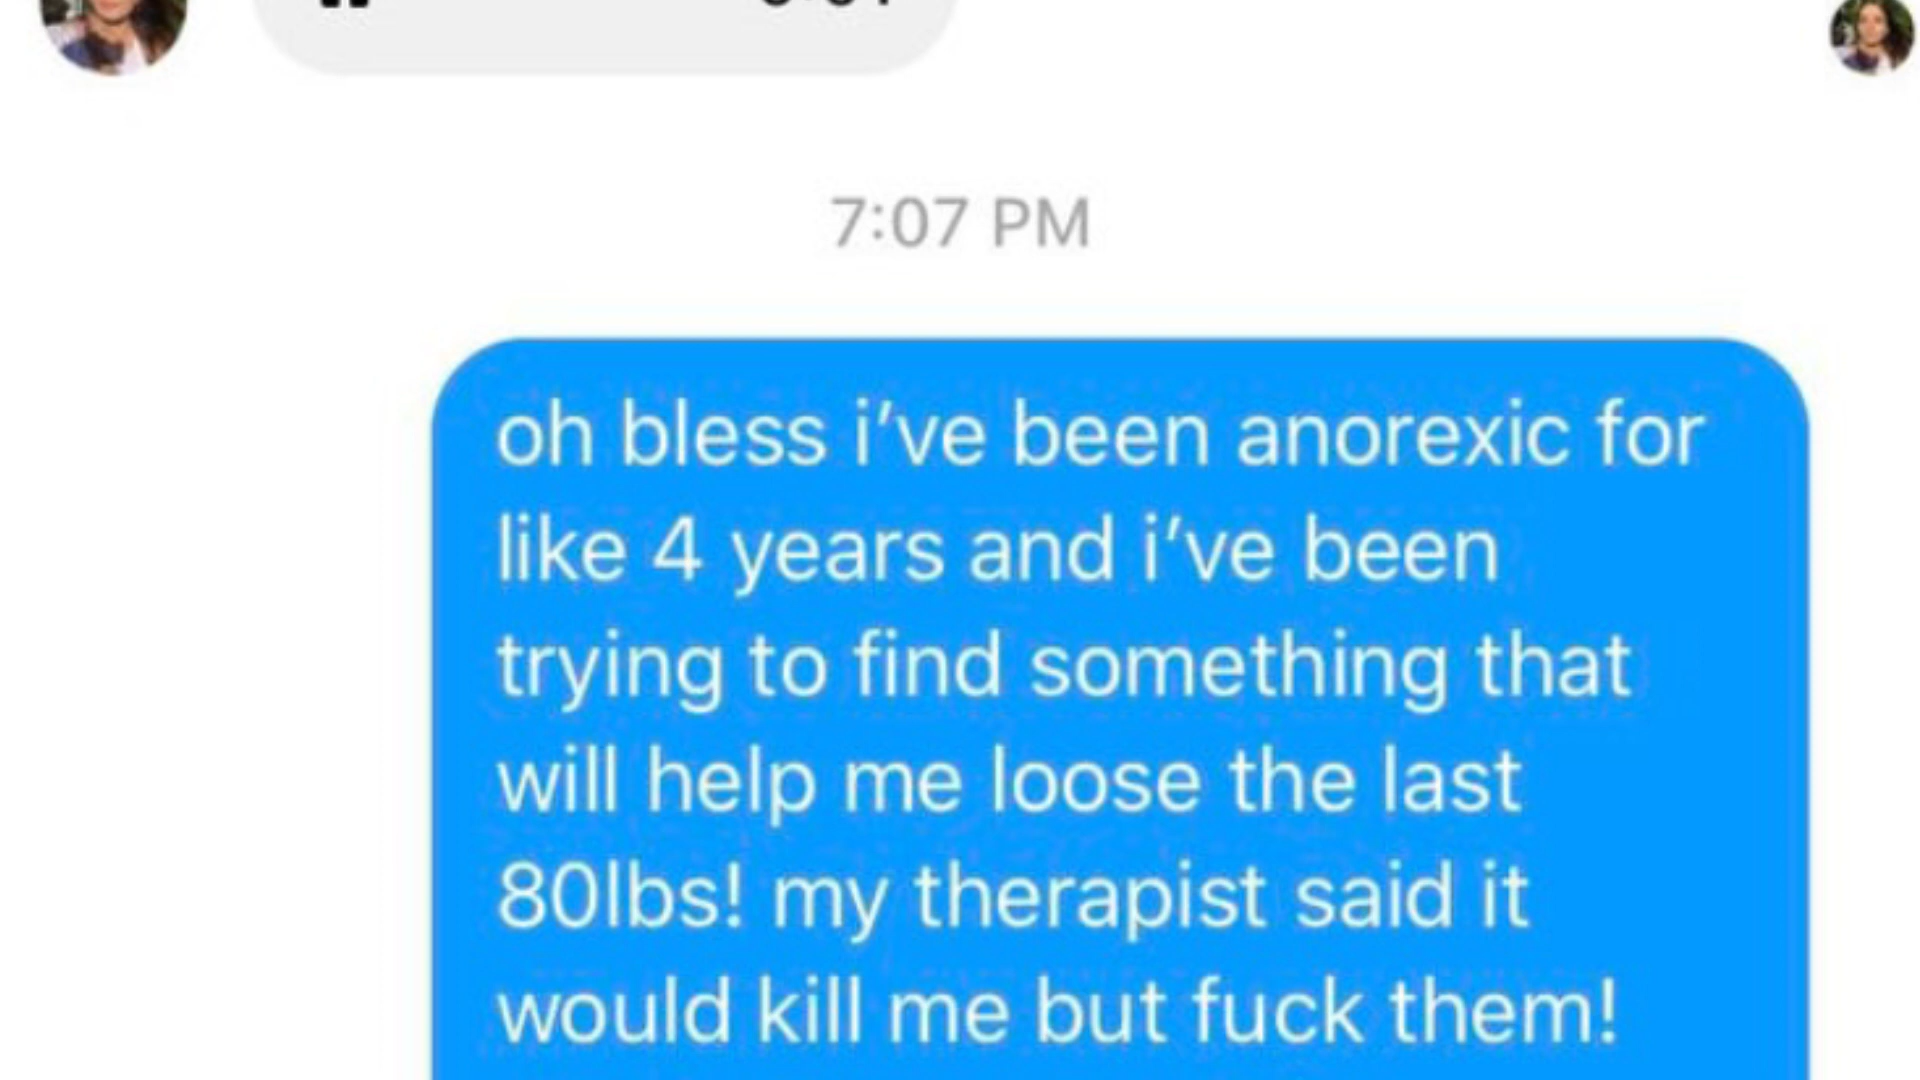 7:07 PM
oh bless i've been anorexic for
like 4 years and i've been
trying to find something that
will help me loose the last
80lbs! my therapist said it
would kill me but fuck them!